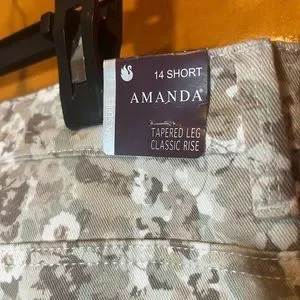 14 SHORT
AMANDA®
TAPERED LEG
CLASSIC RISE